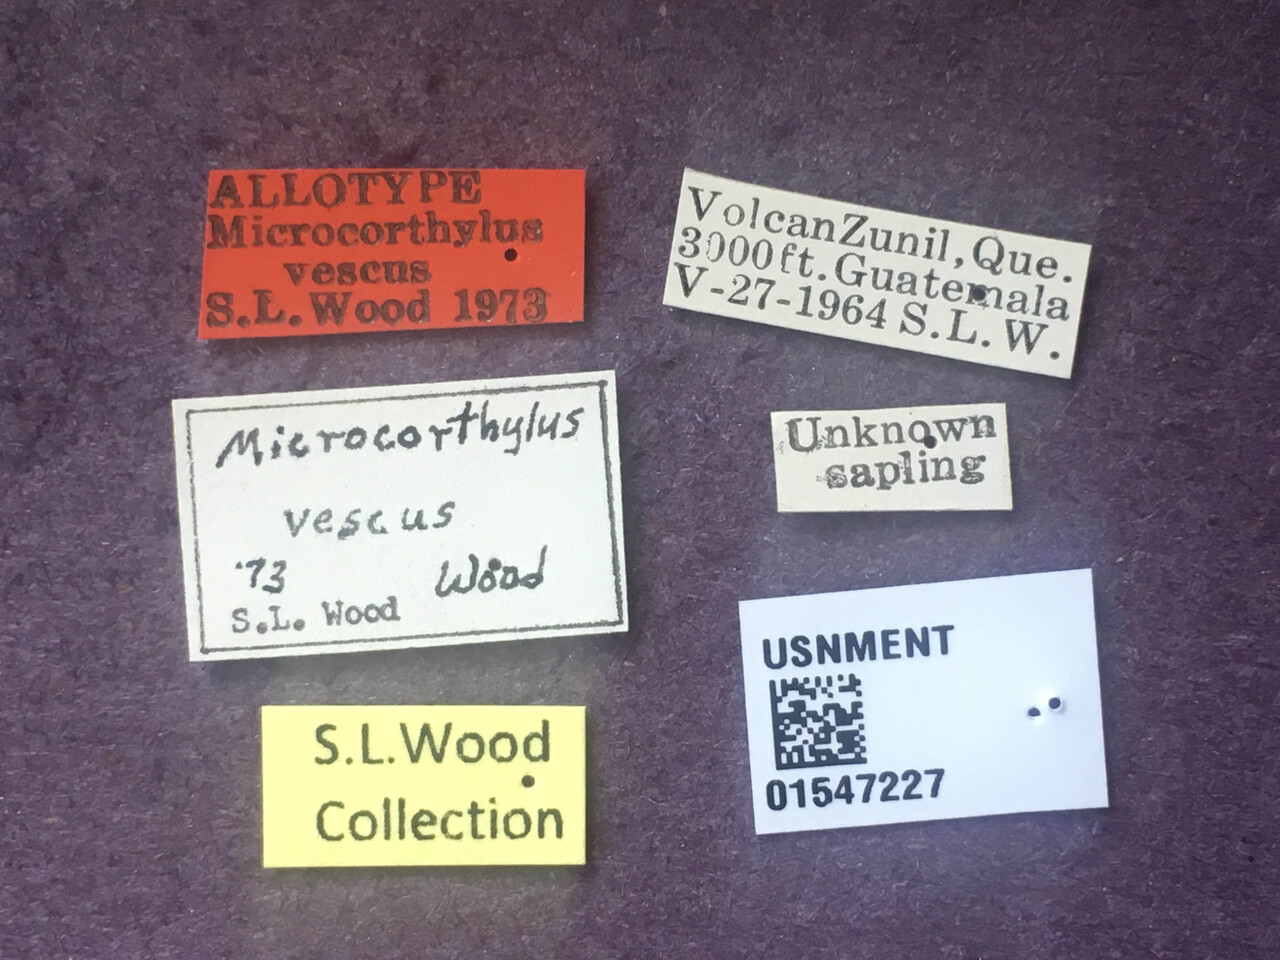 ALLOTYPE
Microcorthylus
vescus
S.L.Wood 1973
VolcanZunil,Que.
3000ft.Guatemala
V-27-1964 S.L.W.
Microcorthylus
vescus
'73 Wood
S.L. Wood
Unknown
sapling
S.L.Wood
Collection
USNMENT
01547227